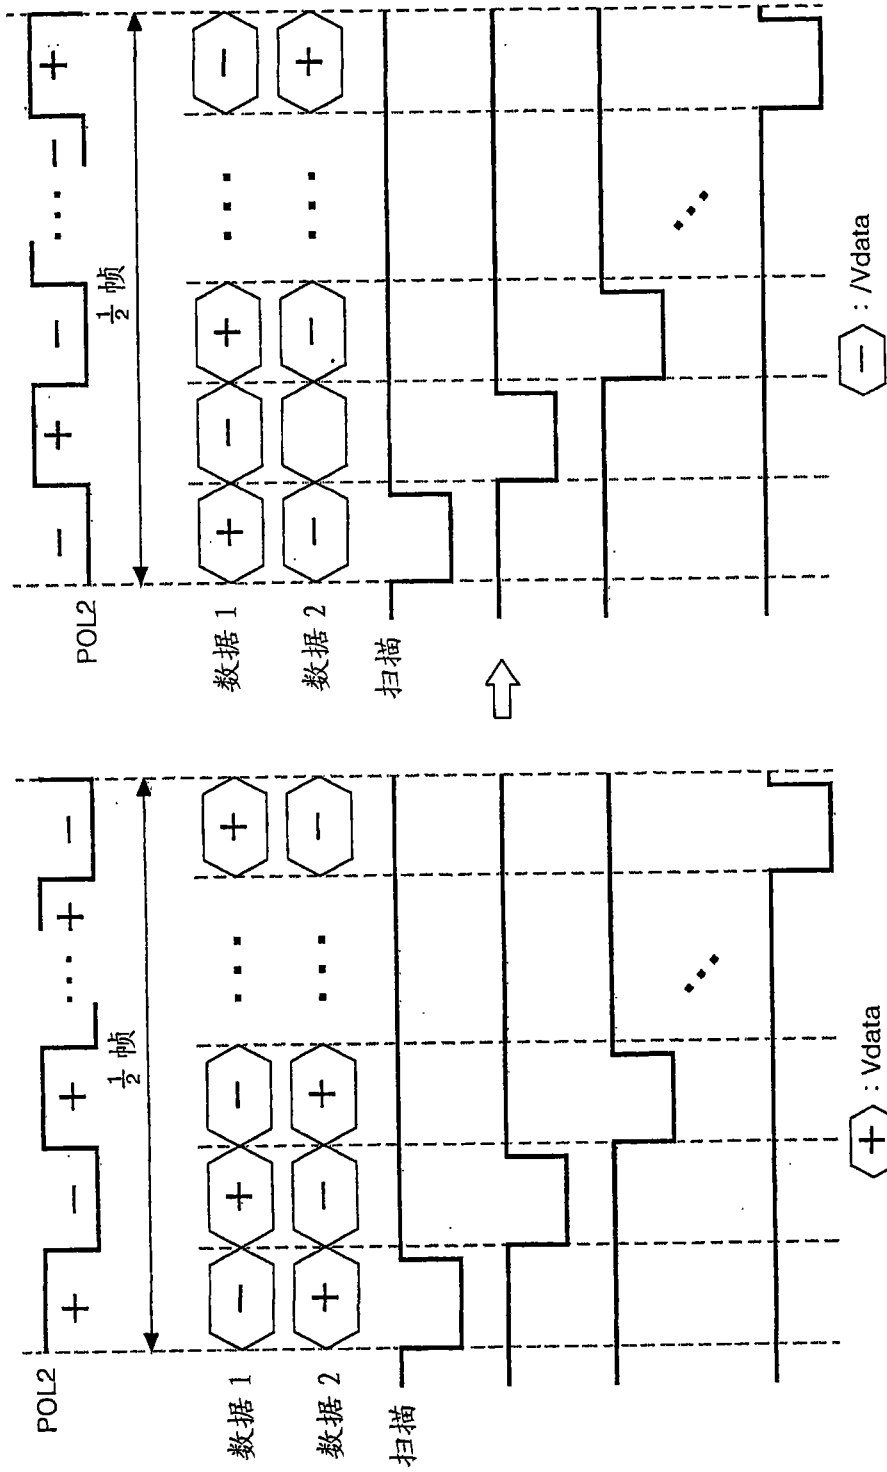 POL2
+ − + … + −
1/2 帧
数据 1
− + − … +
数据 2
+ − + … −
扫描
…
+ : Vdata
POL2
− + − … − +
1/2 帧
数据 1
+ − + … −
数据 2
− − … +
扫描
…
− : /Vdata